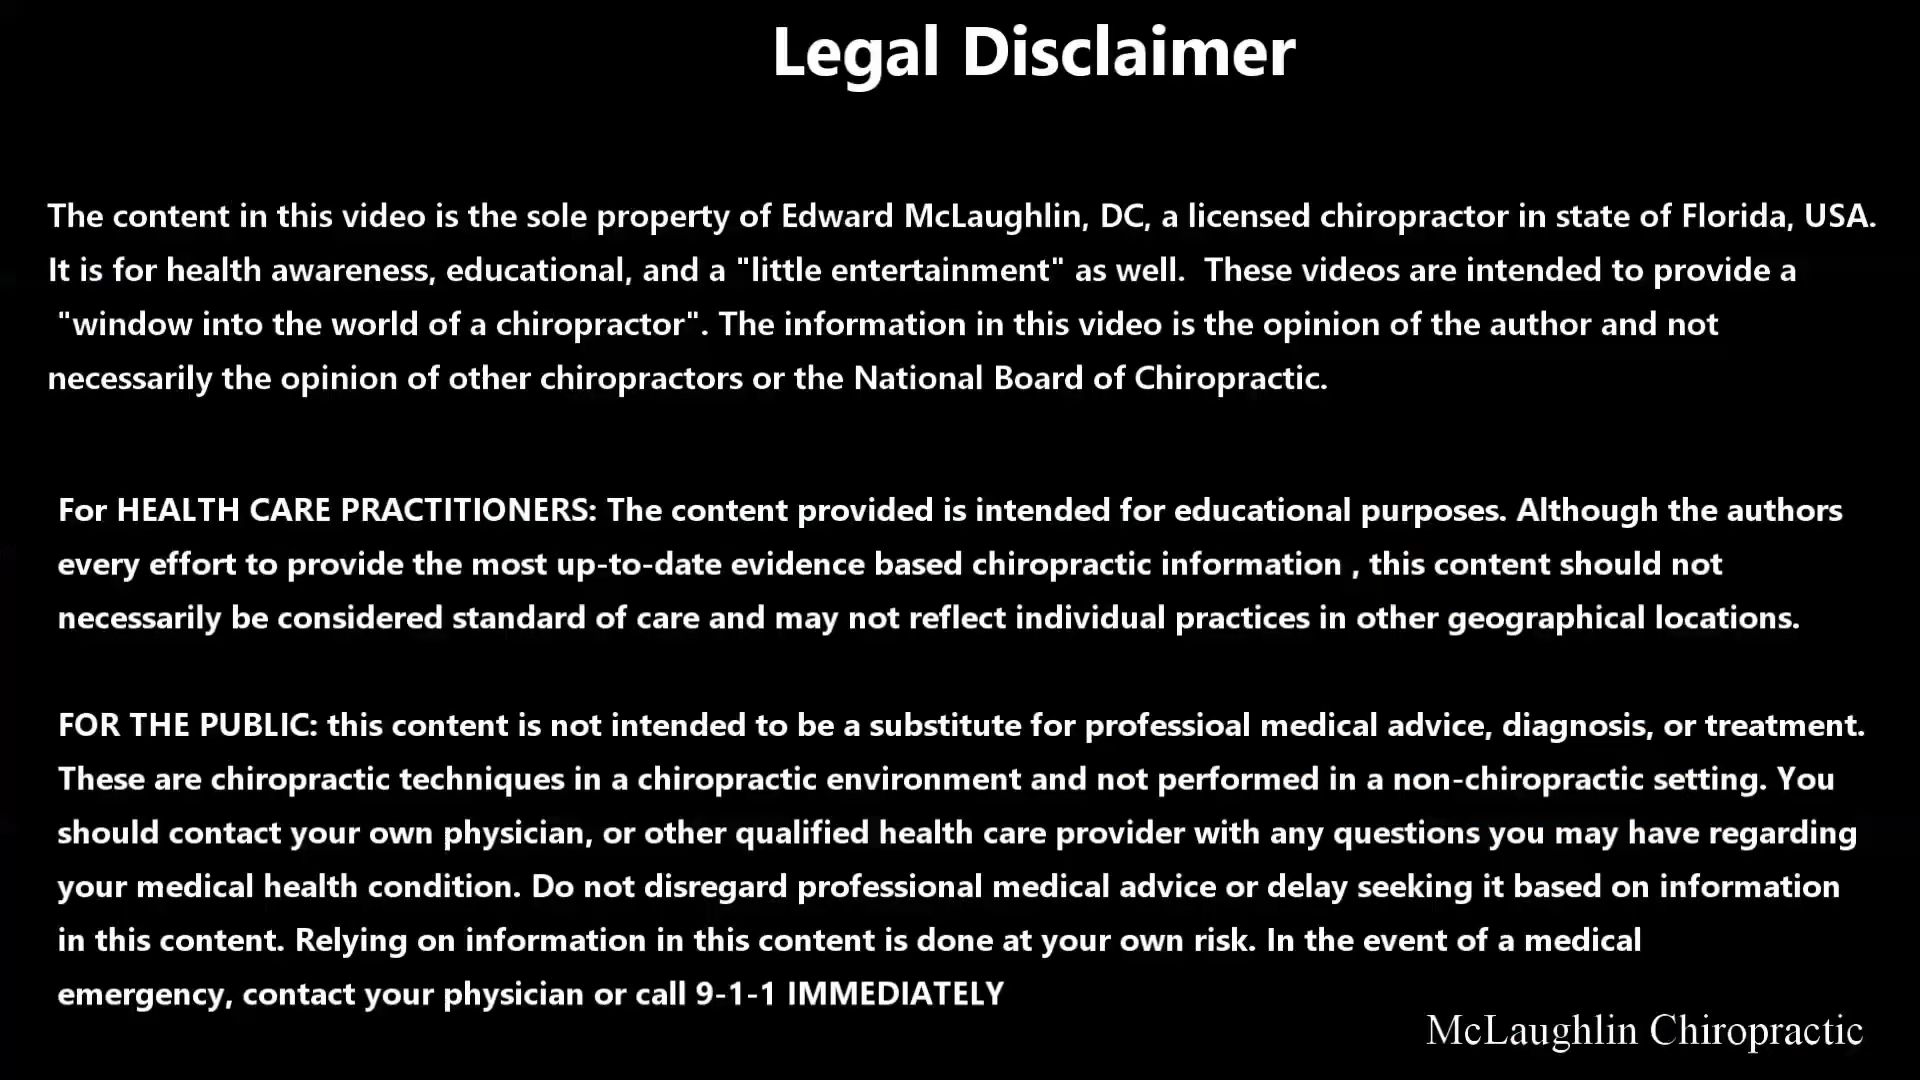 Legal Disclaimer
The content in this video is the sole property of Edward McLaughlin, DC, a licensed chiropractor in state of Florida, USA.
It is for health awareness, educational, and a "little entertainment" as well.  These videos are intended to provide a
"window into the world of a chiropractor". The information in this video is the opinion of the author and not
necessarily the opinion of other chiropractors or the National Board of Chiropractic.
For HEALTH CARE PRACTITIONERS: The content provided is intended for educational purposes. Although the authors
every effort to provide the most up-to-date evidence based chiropractic information , this content should not
necessarily be considered standard of care and may not reflect individual practices in other geographical locations.
FOR THE PUBLIC: this content is not intended to be a substitute for professioal medical advice, diagnosis, or treatment.
These are chiropractic techniques in a chiropractic environment and not performed in a non-chiropractic setting. You
should contact your own physician, or other qualified health care provider with any questions you may have regarding
your medical health condition. Do not disregard professional medical advice or delay seeking it based on information
in this content. Relying on information in this content is done at your own risk. In the event of a medical
emergency, contact your physician or call 9-1-1 IMMEDIATELY
McLaughlin Chiropractic